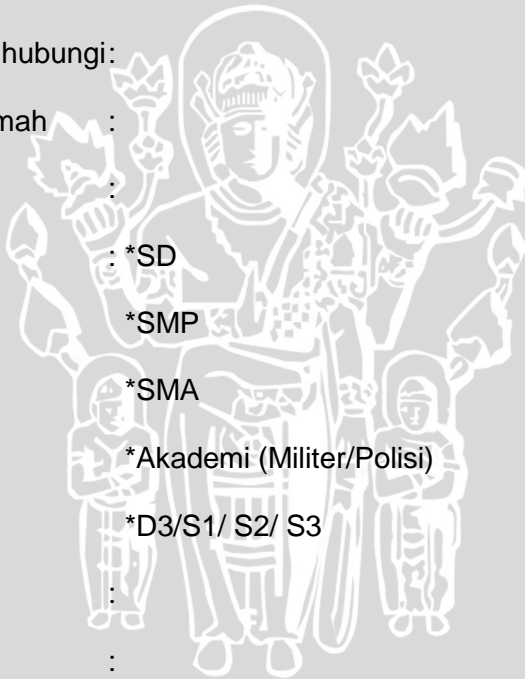 hubungi:
mah :
:
: *SD
*SMP
*SMA
*Akademi (Militer/Polisi)
*D3/S1/ S2/ S3
:
: